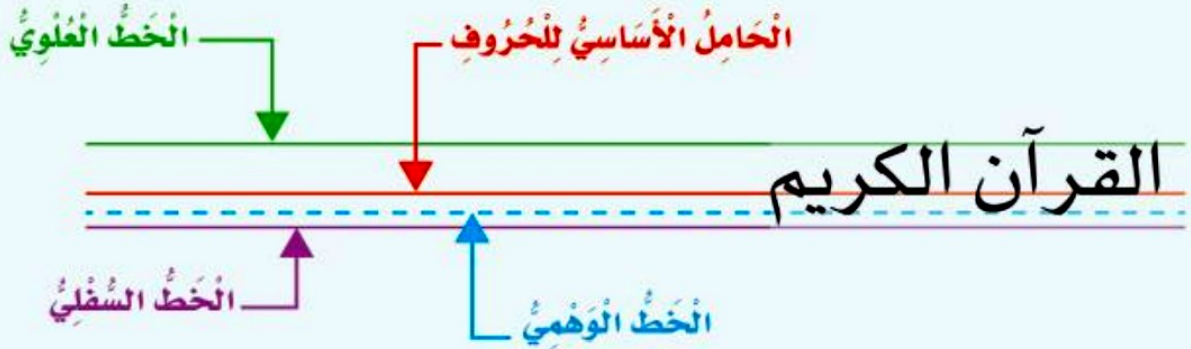 الْحَامِلُ الْأَسَاسِيُّ لِلْحُرُوفِ
الْخَطُّ الْعُلْوِيُّ
القرآن الكريم
الْخَطُّ السُّفْلِيُّ
الْخَطُّ الْوَهْمِيُّ